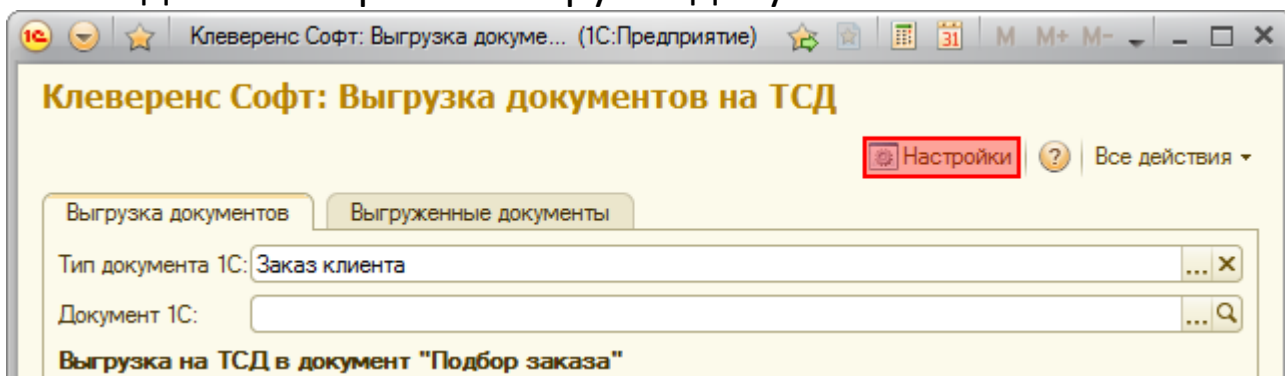 Клеверенс Софт: Выгрузка докуме... (1С:Предприятие) 31 M M+ M-
Клеверенс Софт: Выгрузка документов на ТСД
Настройки ? Все действия
Выгрузка документов Выгруженные документы
Тип документа 1С: Заказ клиента ...
Документ 1С: ...
Выгрузка на ТСД в документ "Подбор заказа"